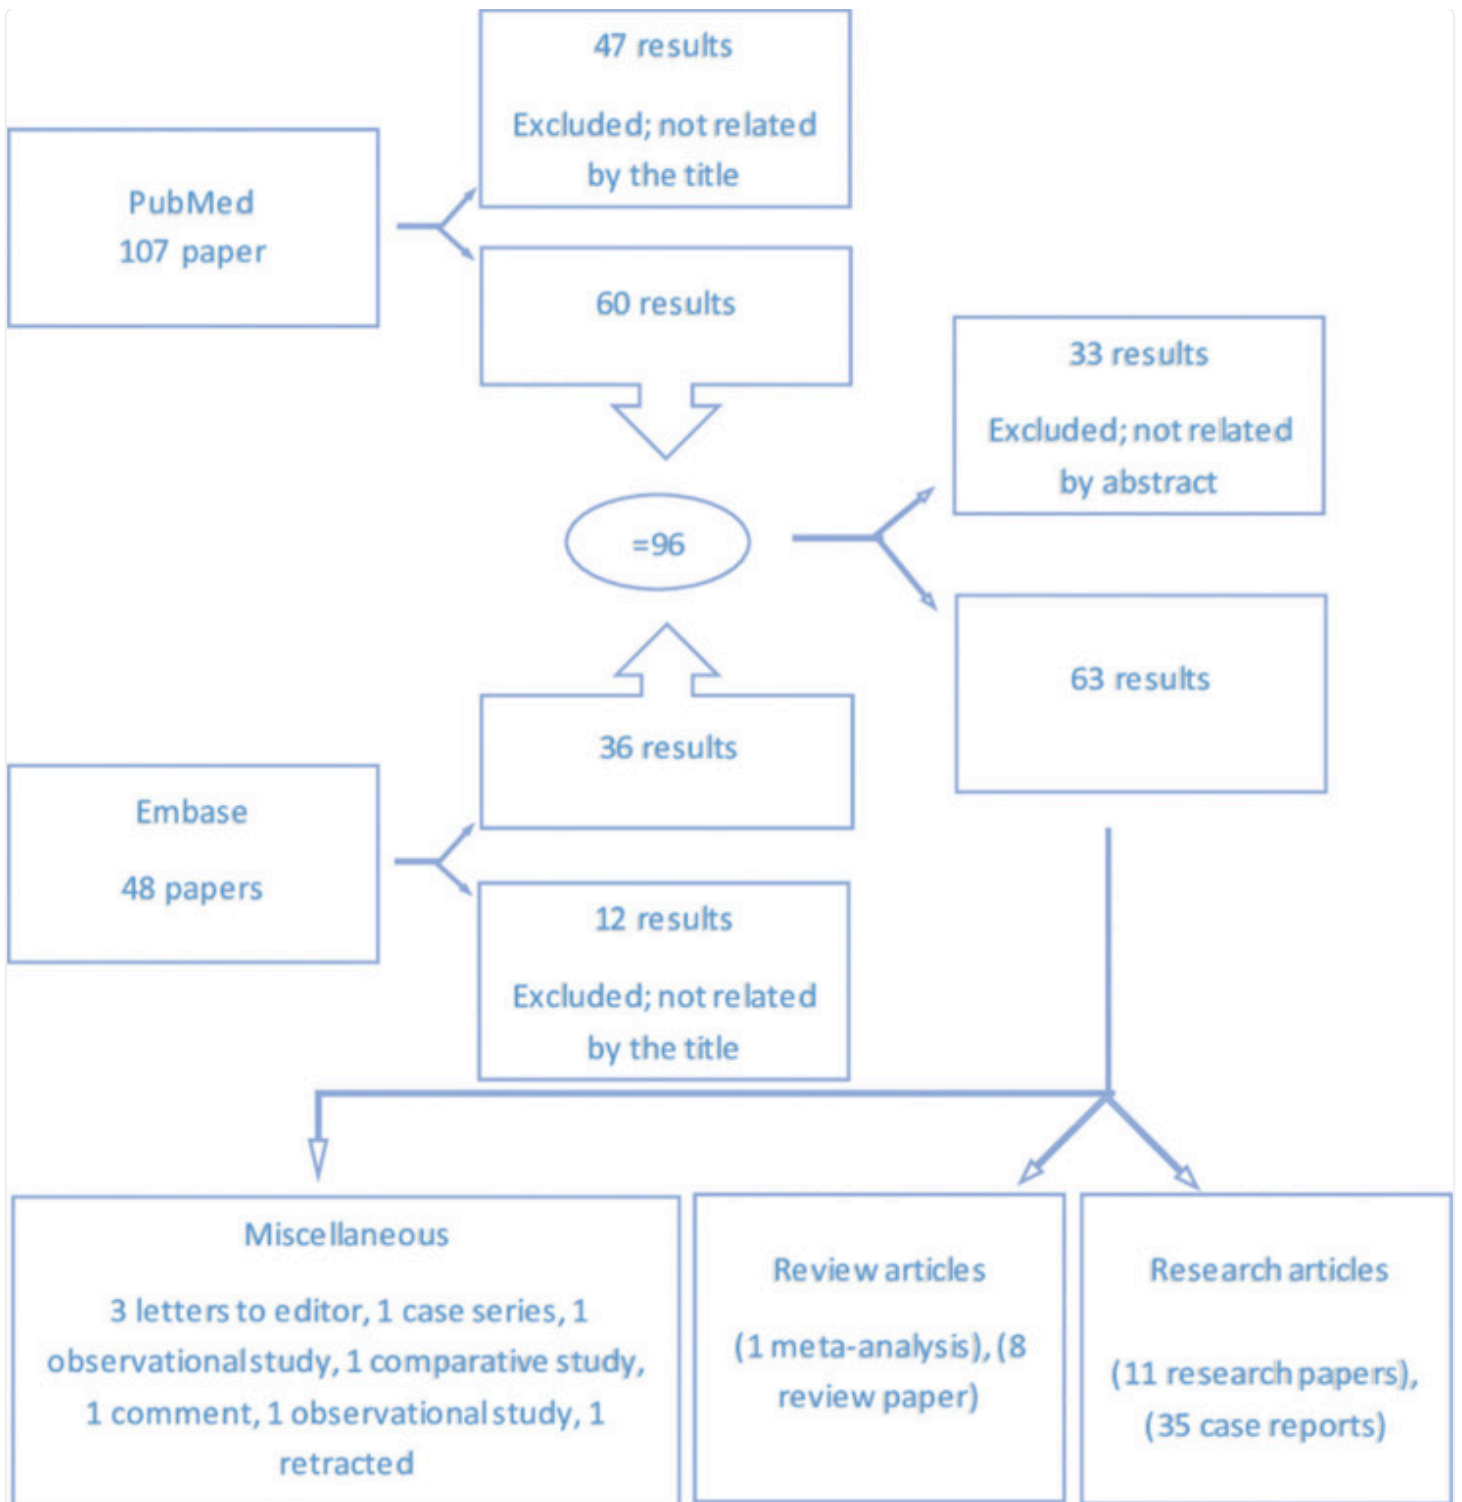 47 results
Excluded; not related
by the title
PubMed
107 paper
60 results
33 results
Excluded; not related
by abstract
=96
63 results
36 results
Embase
48 papers
12 results
Excluded; not related
by the title
Miscellaneous
3 letters to editor, 1 case series, 1
observational study, 1 comparative study,
1 comment, 1 observational study, 1
retracted
Review articles
(1 meta-analysis), (8
review paper)
Research articles
(11 research papers),
(35 case reports)